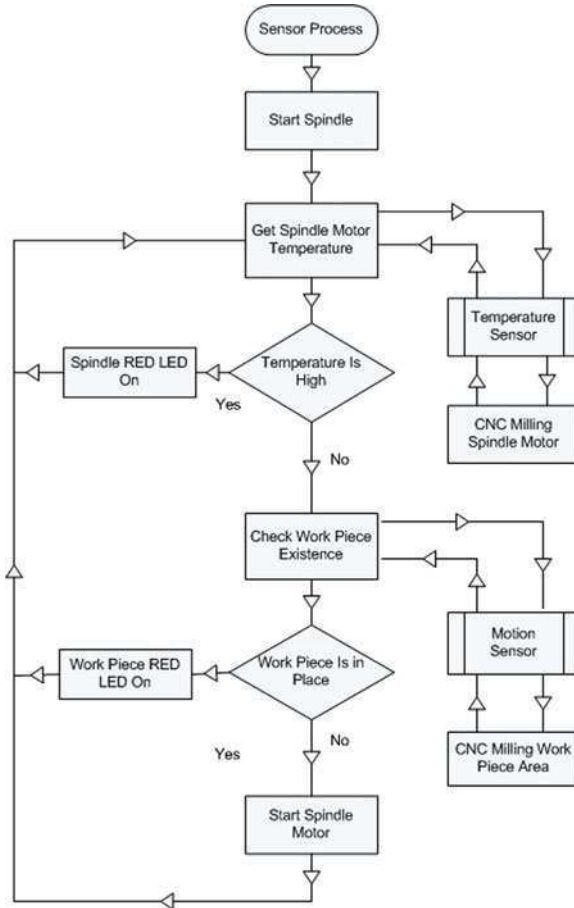 Sensor Process
Start Spindle
Get Spindle Motor
Temperature
Temperature
Sensor
Spindle RED LED
On
Temperature Is
High
Yes
CNC Milling
Spindle Motor
No
Check Work Piece
Existence
Motion
Sensor
Work Piece RED
LED On
Work Piece Is in
Place
Yes
No
CNC Milling Work
Piece Area
Start Spindle
Motor